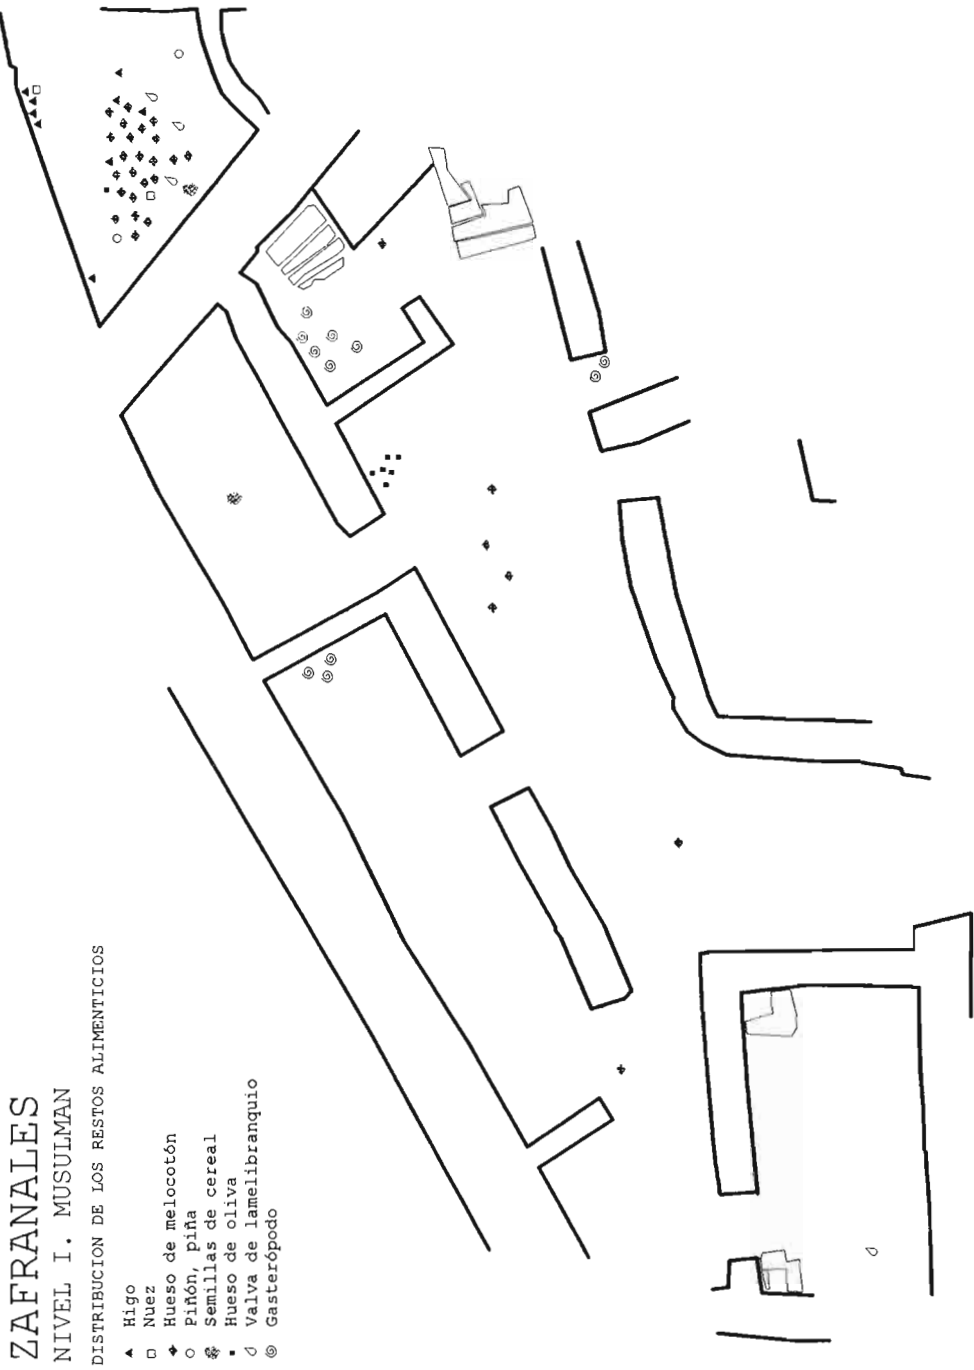 ZAFRANALES
NIVEL I. MUSULMAN
DISTRIBUCION DE LOS RESTOS ALIMENTICIOS
Higo
Nuez
Hueso de melocotón
Piñón, piña
Semillas de cereal
Hueso de oliva
Valva de lamelibranquio
Gasterópodo